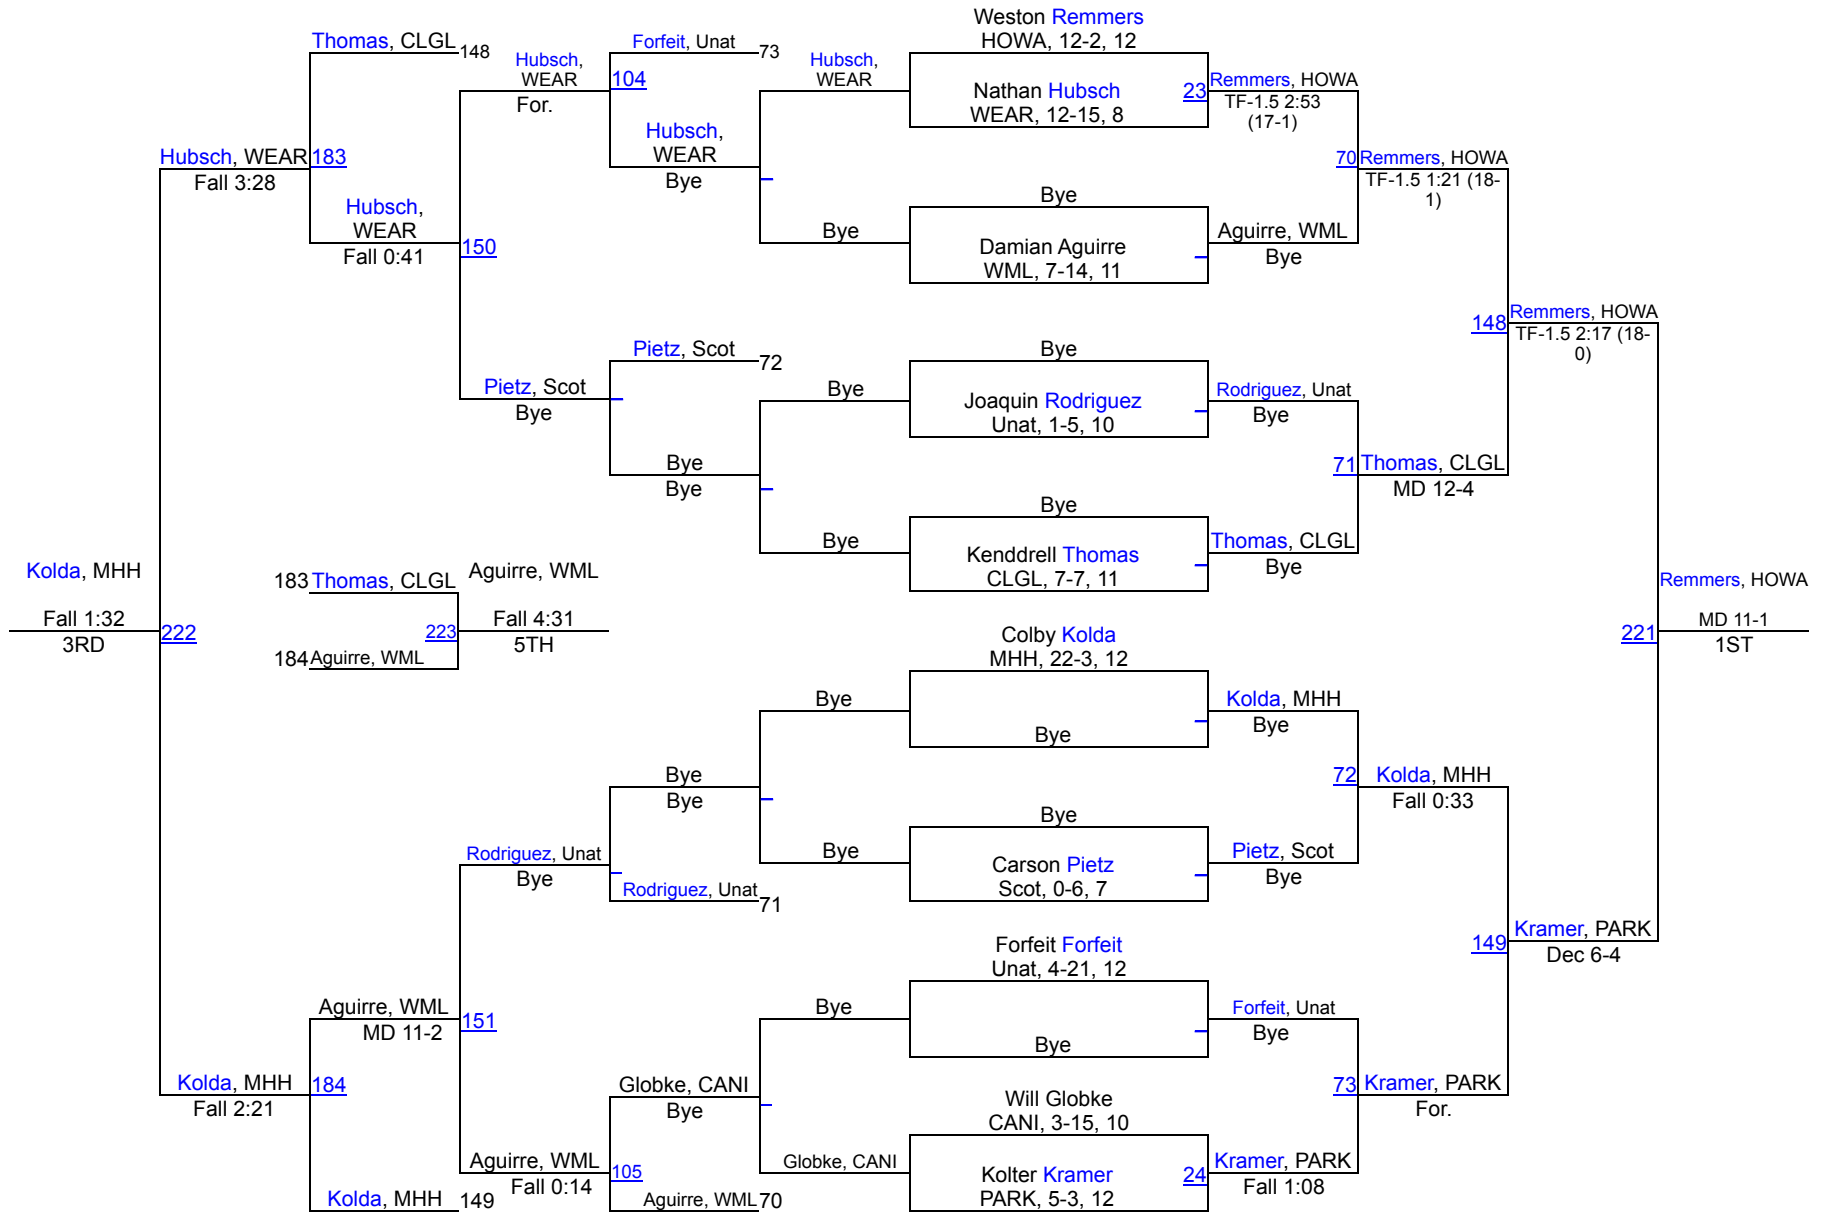 Weston Remmers
HOWA, 12-2, 12
Thomas, CLGL 148
Hubsch,
WEAR
For.
Forfeit, Unat 73
104
Hubsch,
WEAR
Nathan Hubsch
WEAR, 12-15, 8
23
Remmers, HOWA
TF-1.5 2:53
(17-1)
Hubsch,
WEAR
Bye
Hubsch, WEAR 183
Fall 3:28
70 Remmers, HOWA
TF-1.5 1:21 (18-
1)
Hubsch,
WEAR
Fall 0:41
150
Bye
Bye
Damian Aguirre
WML, 7-14, 11
Aguirre, WML
Bye
148
Remmers, HOWA
TF-1.5 2:17 (18-
0)
Pietz, Scot 72
Bye
Pietz, Scot
Bye
Bye
Joaquin Rodriguez
Unat, 1-5, 10
Rodriguez, Unat
Bye
Bye
Bye
71 Thomas, CLGL
MD 12-4
Bye
Bye
Kenddrell Thomas
CLGL, 7-7, 11
Thomas, CLGL
Bye
Kolda, MHH
Fall 1:32
3RD
222
183 Thomas, CLGL
184 Aguirre, WML
223
Aguirre, WML
Fall 4:31
5TH
Remmers, HOWA
221
MD 11-1
1ST
Colby Kolda
MHH, 22-3, 12
Bye
Bye
Kolda, MHH
Bye
Bye
Bye
72 Kolda, MHH
Fall 0:33
Bye
Bye
Carson Pietz
Scot, 0-6, 7
Pietz, Scot
Bye
Rodriguez, Unat
Bye
Rodriguez, Unat 71
149
Kramer, PARK
Dec 6-4
Forfeit Forfeit
Unat, 4-21, 12
Bye
Bye
Forfeit, Unat
Bye
Aguirre, WML
MD 11-2
151
Kolda, MHH 184
Fall 2:21
Globke, CANI
Bye
73 Kramer, PARK
For.
Will Globke
CANI, 3-15, 10
Globke, CANI
Kolter Kramer
PARK, 5-3, 12
24
Kramer, PARK
Fall 1:08
Aguirre, WML
Fall 0:14
105
Kolda, MHH 149
Aguirre, WML 70